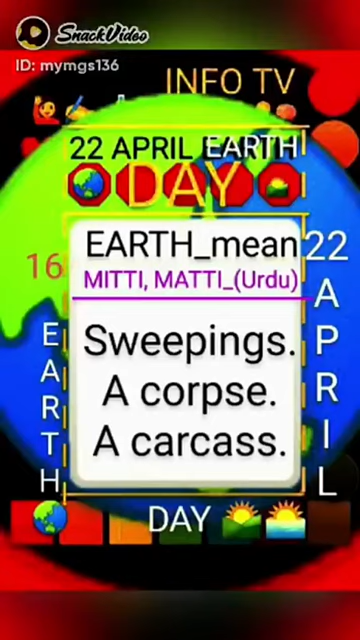 SnackVideo
ID: mymgs136
INFO TV
22 APRIL EARTH
DAY
EARTH_mean
MITTI, MATTI_(Urdu)
Sweepings.
A corpse.
A carcass.
16
EARTH
22 APRIL
DAY